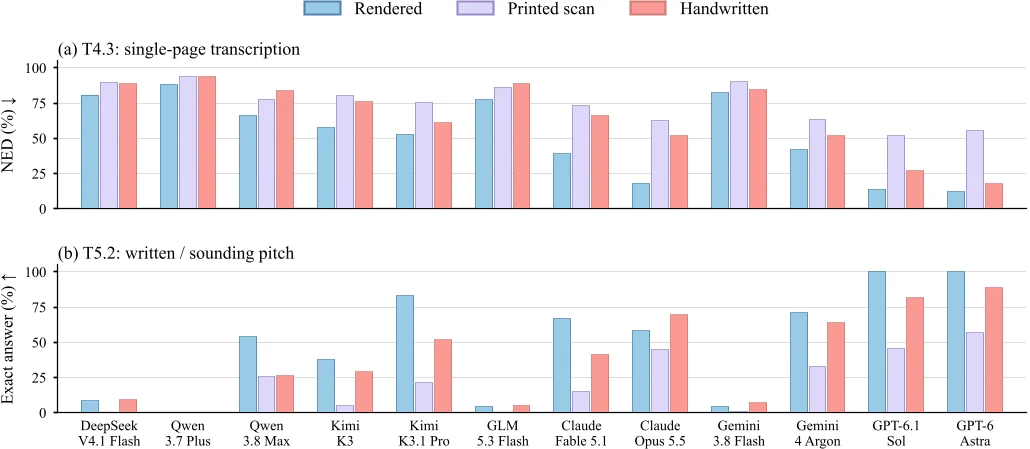 Rendered Printed scan Handwritten
(a) T4.3: single-page transcription
NED (%) ↓
100
75
50
25
0
(b) T5.2: written / sounding pitch
Exact answer (%) ↑
100
75
50
25
0
DeepSeek Qwen Qwen Kimi Kimi GLM Claude Claude Gemini Gemini GPT-6.1 GPT-6
V4.1 Flash 3.7 Plus 3.8 Max K3 K3.1 Pro 5.3 Flash Fable 5.1 Opus 5.5 3.8 Flash 4 Argon Sol Astra